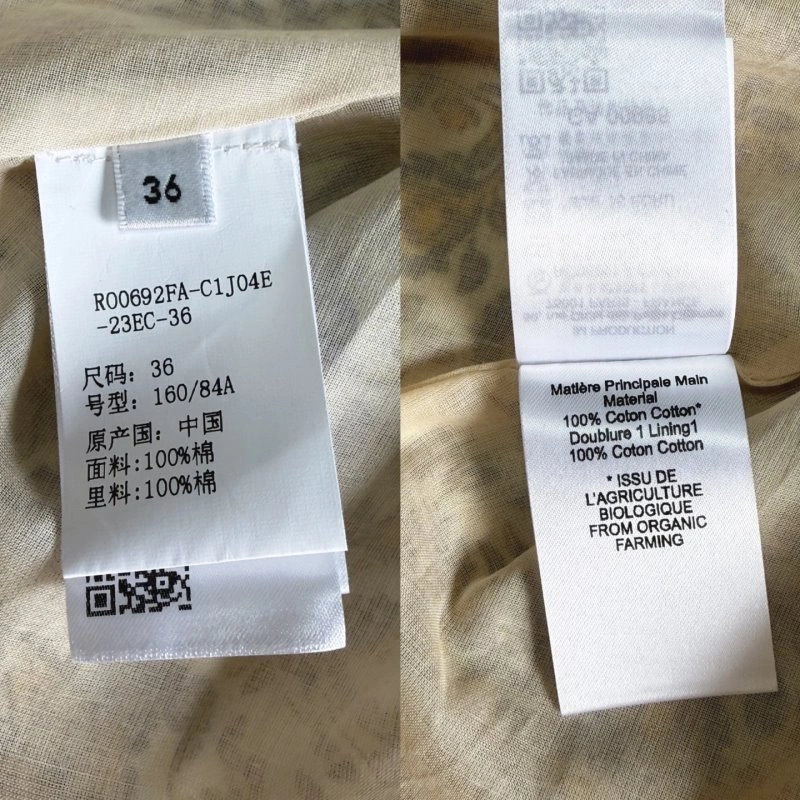 36
R00692FA-C1J04E
-23EC-36
尺码: 36
号型: 160/84A
原产国: 中国
面料:100%棉
里料:100%棉
Matière Principale Main
Material
100% Coton Cotton*
Doublure 1 Lining1
100% Coton Cotton
* ISSU DE
L'AGRICULTURE
BIOLOGIQUE
FROM ORGANIC
FARMING